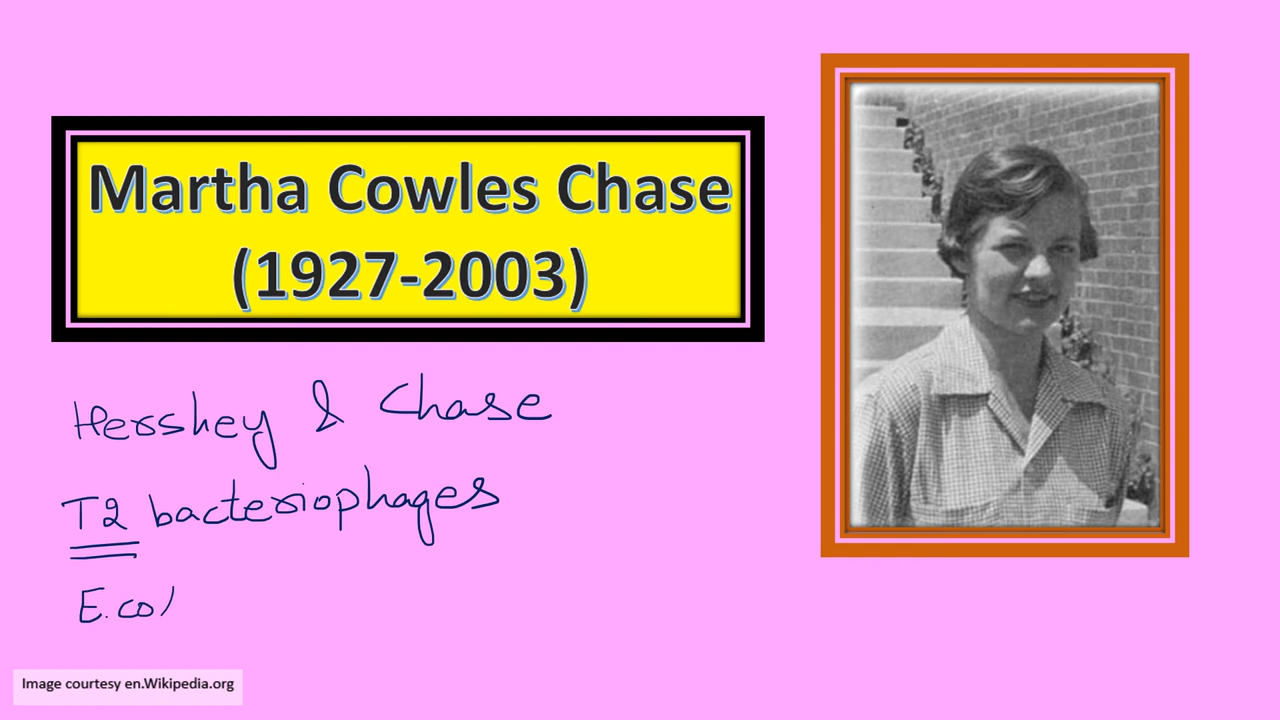 Martha Cowles Chase
(1927-2003)
Hershey & Chase
T2 bacteriophages
E.col
Image courtesy en.Wikipedia.org